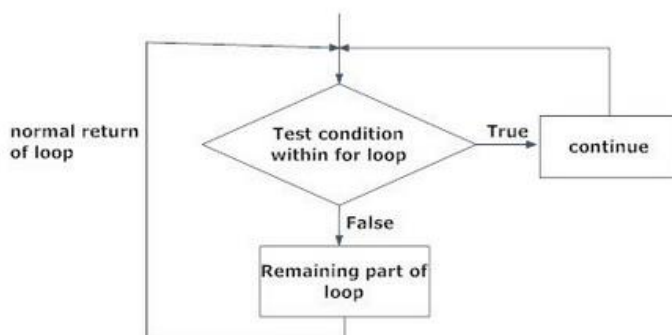 normal return
of loop
Test condition
within for loop
True
continue
False
Remaining part of
loop